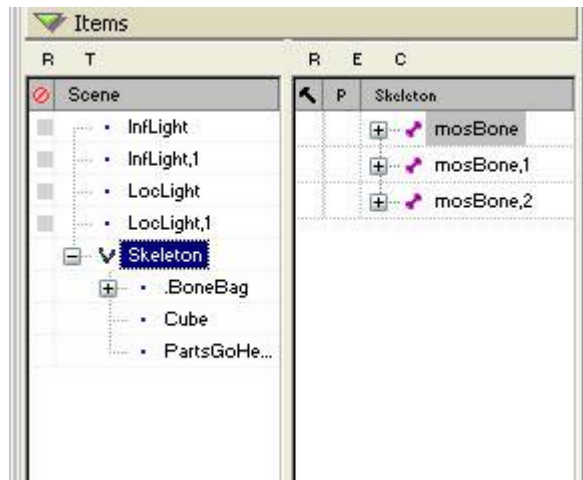 Items
R T
R E C
Scene
InfLight
InfLight,1
LocLight
LocLight,1
Skeleton
.BoneBag
Cube
PartsGoHe...
P Skeleton
mosBone
mosBone,1
mosBone,2